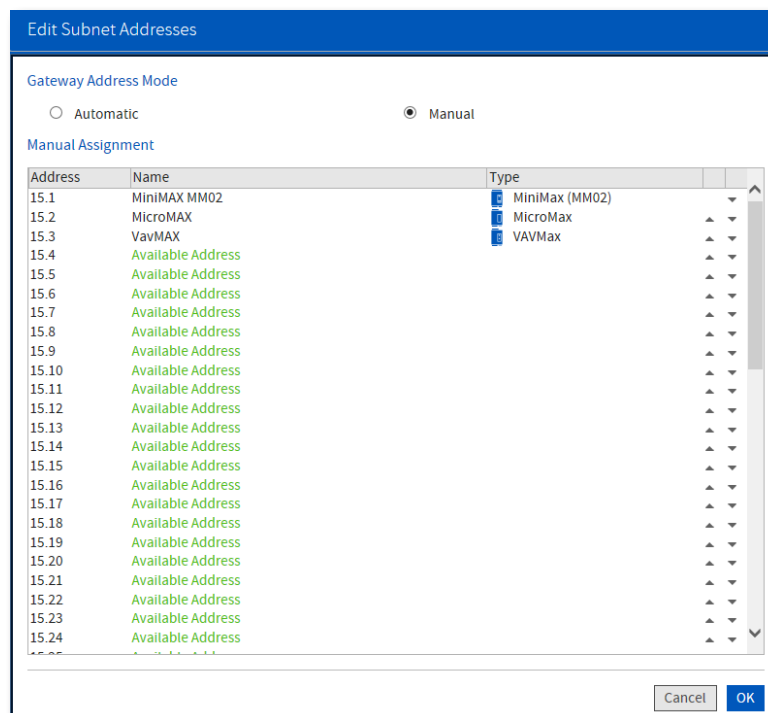 Edit Subnet Addresses
Gateway Address Mode
Automatic Manual
Manual Assignment
Address Name Type
15.1 MiniMAX MM02 MiniMax (MM02)
15.2 MicroMAX MicroMax
15.3 VavMAX VAVMax
15.4 Available Address
15.5 Available Address
15.6 Available Address
15.7 Available Address
15.8 Available Address
15.9 Available Address
15.10 Available Address
15.11 Available Address
15.12 Available Address
15.13 Available Address
15.14 Available Address
15.15 Available Address
15.16 Available Address
15.17 Available Address
15.18 Available Address
15.19 Available Address
15.20 Available Address
15.21 Available Address
15.22 Available Address
15.23 Available Address
15.24 Available Address
Cancel OK